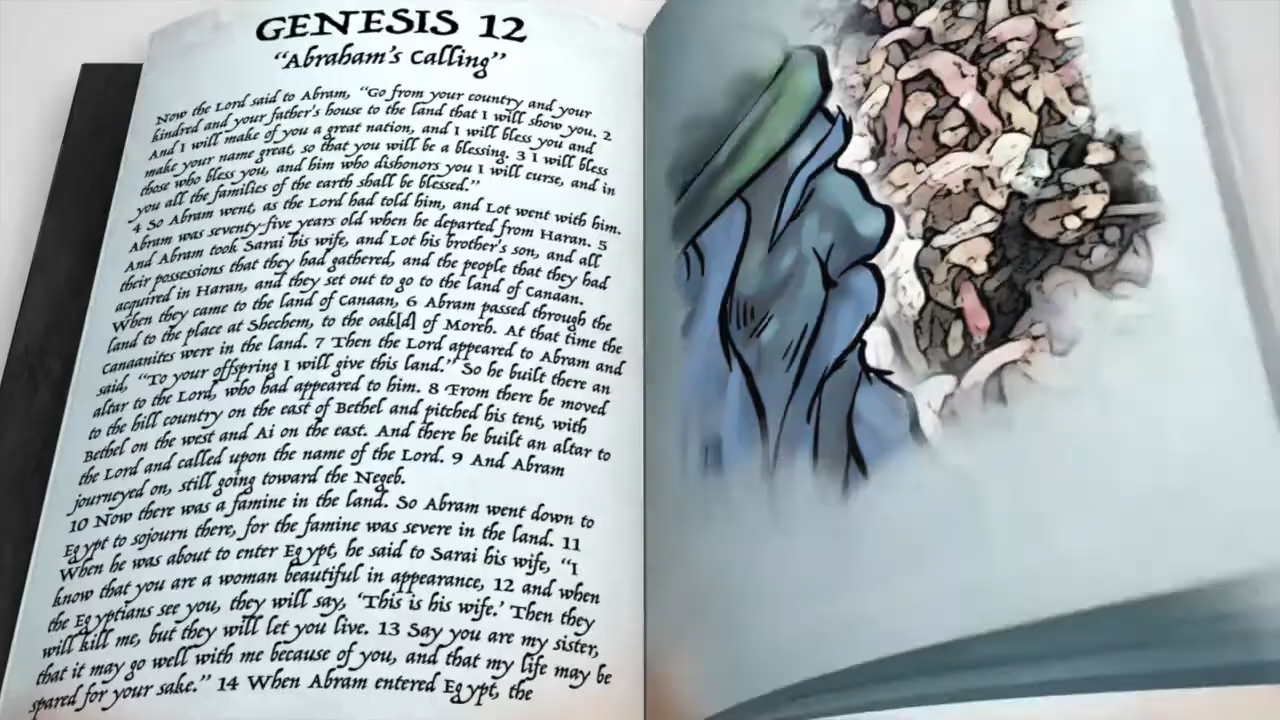 GENESIS 12
"Abraham's Calling"
Now the Lord said to Abram, "Go from your country and your
kindred and your father's house to the land that I will show you. 2
And I will make of you a great nation, and I will bless you and
make your name great, so that you will be a blessing. 3 I will bless
those who bless you, and him who dishonors you I will curse, and in
you all the families of the earth shall be blessed."
4 So Abram went, as the Lord had told him, and Lot went with him.
Abram was seventy-five years old when he departed from Haran. 5
And Abram took Sarai his wife, and Lot his brother's son, and all
their possessions that they had gathered, and the people that they had
acquired in Haran, and they set out to go to the land of Canaan.
When they came to the land of Canaan, 6 Abram passed through the
land to the place at Shechem, to the oak[d] of Moreh. At that time the
Canaanites were in the land. 7 Then the Lord appeared to Abram and
said, "To your offspring I will give this land." So he built there an
altar to the Lord, who had appeared to him. 8 From there he moved
to the hill country on the east of Bethel and pitched his tent, with
Bethel on the west and Ai on the east. And there he built an altar to
the Lord and called upon the name of the Lord. 9 And Abram
journeyed on, still going toward the Negeb.
10 Now there was a famine in the land. So Abram went down to
Egypt to sojourn there, for the famine was severe in the land. 11
When he was about to enter Egypt, he said to Sarai his wife, "I
know that you are a woman beautiful in appearance, 12 and when
the Egyptians see you, they will say, 'This is his wife.' Then they
will kill me, but they will let you live. 13 Say you are my sister,
that it may go well with me because of you, and that my life may be
spared for your sake." 14 When Abram entered Egypt, the